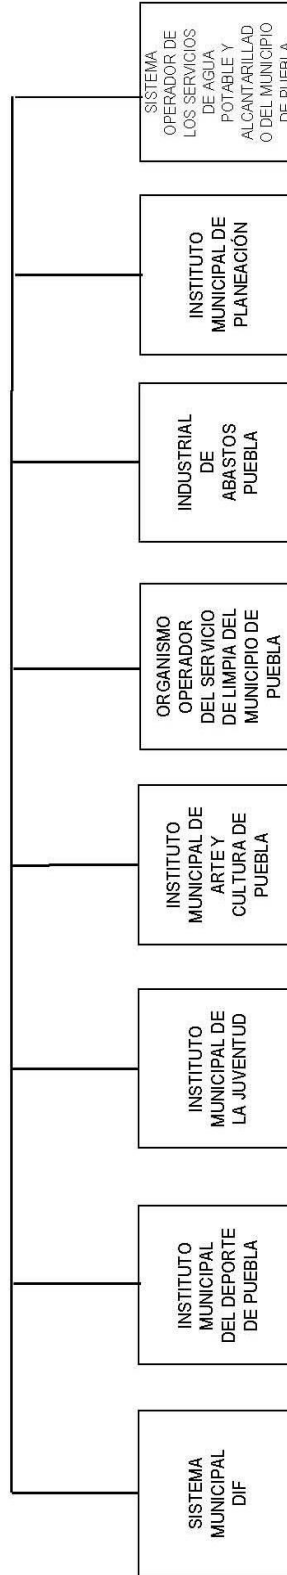 SISTEMA
MUNICIPAL
DIF
INSTITUTO
MUNICIPAL
DEL DEPORTE
DE PUEBLA
INSTITUTO
MUNICIPAL DE
LA JUVENTUD
INSTITUTO
MUNICIPAL DE
ARTE Y
CULTURA DE
PUEBLA
ORGANISMO
OPERADOR
DEL SERVICIO
DE LIMPIA DEL
MUNICIPIO DE
PUEBLA
INDUSTRIAL
DE
ABASTOS
PUEBLA
INSTITUTO
MUNICIPAL DE
PLANEACIÓN
SISTEMA
OPERADOR DE
LOS SERVICIOS
DE AGUA
POTABLE Y
ALCANTARILLAD
O DEL MUNICIPIO
DE PUEBLA